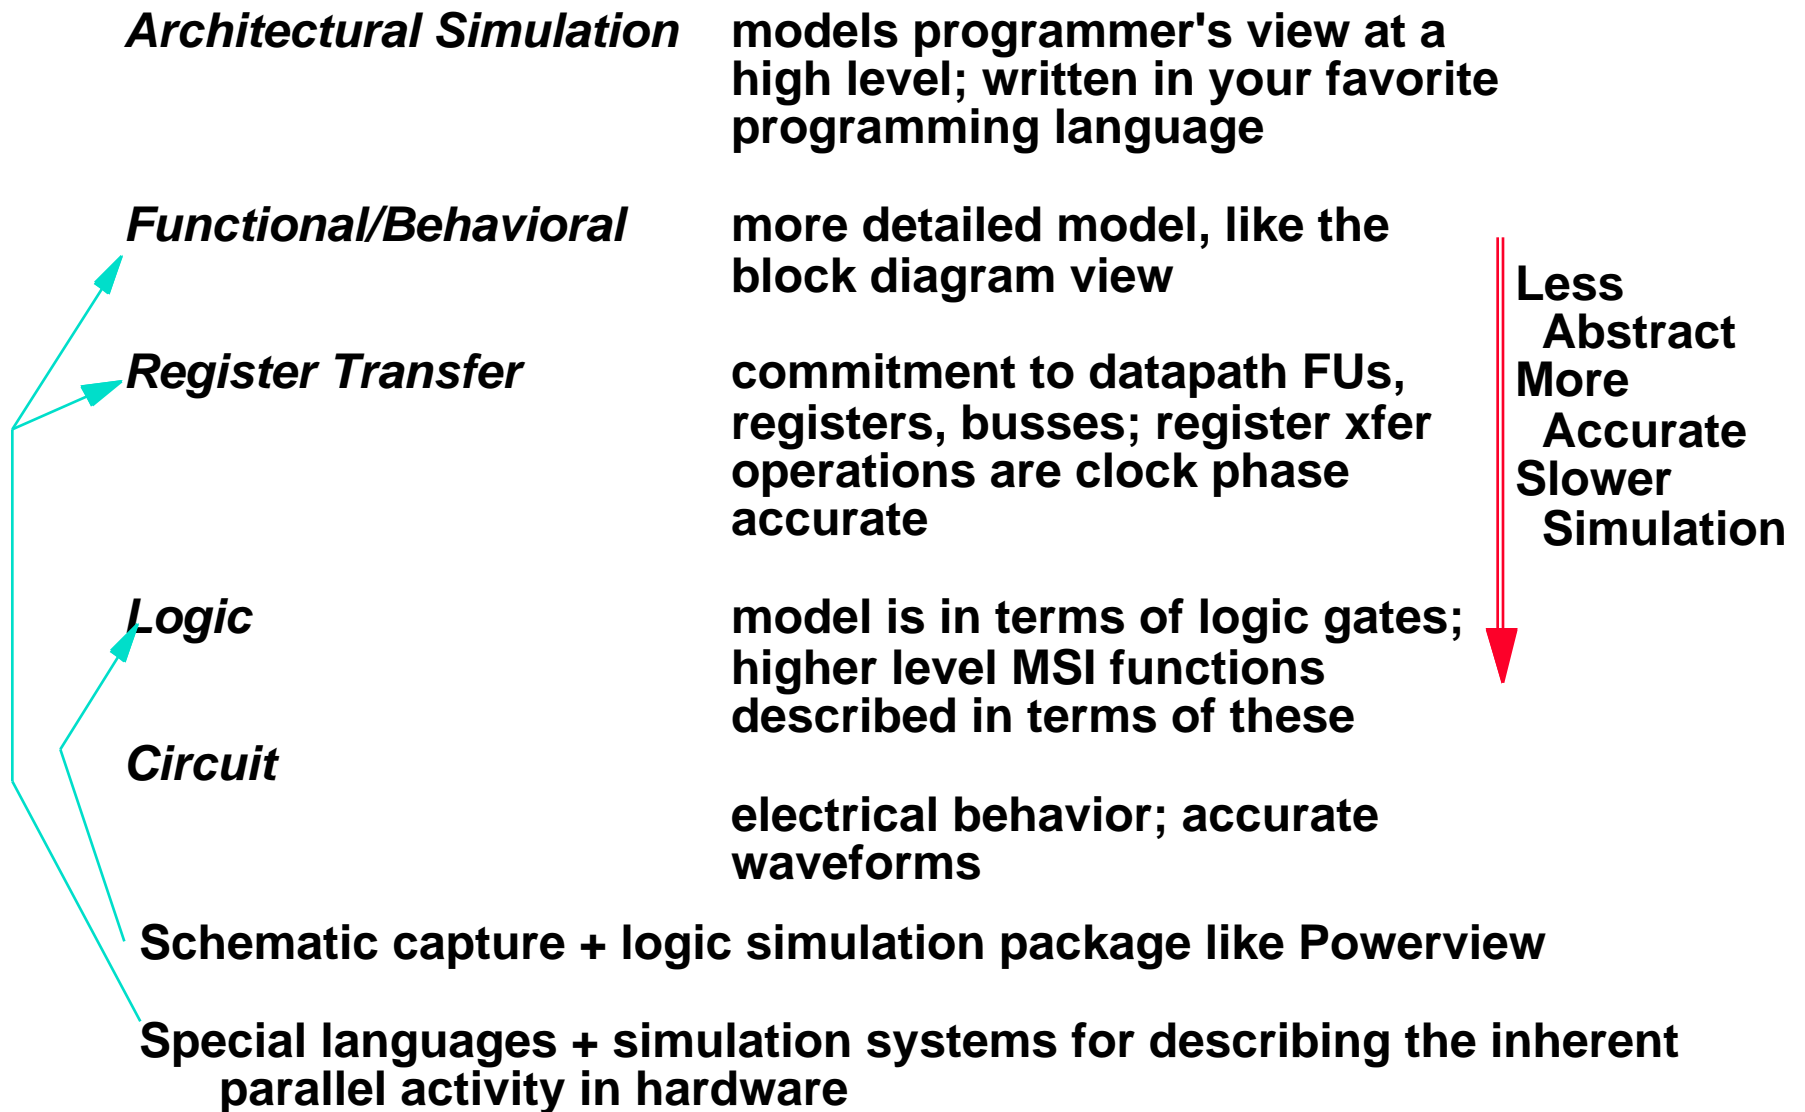 Architectural Simulation models programmer's view at a
high level; written in your favorite
programming language
Functional/Behavioral more detailed model, like the
block diagram view
Register Transfer commitment to datapath FUs,
registers, busses; register xfer
operations are clock phase
accurate
Logic model is in terms of logic gates;
higher level MSI functions
described in terms of these
Circuit
electrical behavior; accurate
waveforms
Less
Abstract
More
Accurate
Slower
Simulation
Schematic capture + logic simulation package like Powerview
Special languages + simulation systems for describing the inherent
parallel activity in hardware